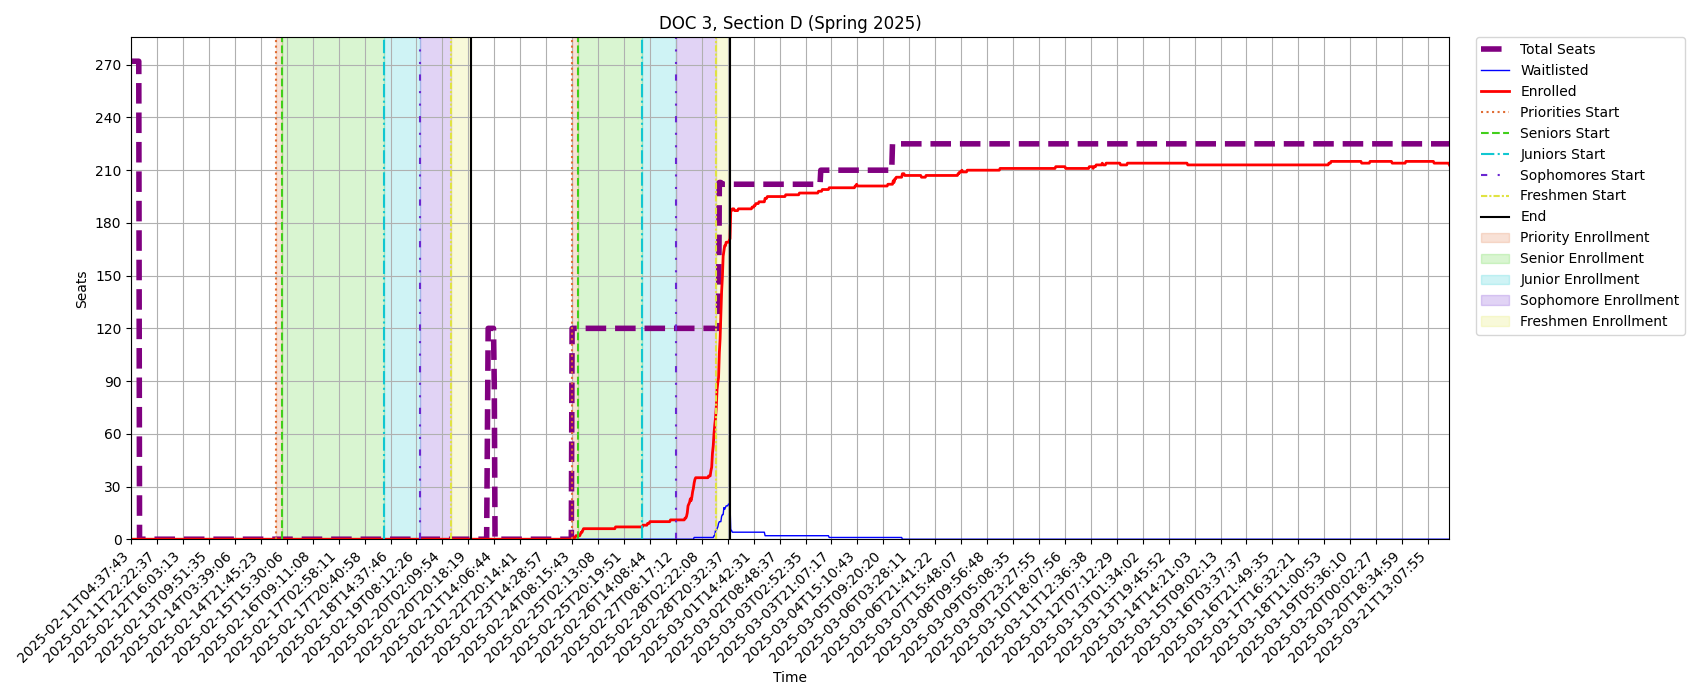 DOC 3, Section D (Spring 2025)
Seats
270
240
210
180
150
120
90
60
30
0
2025-02-11T04:37:43
2025-02-11T22:22:37
2025-02-12T16:03:13
2025-02-13T09:51:35
2025-02-14T03:39:06
2025-02-14T21:45:23
2025-02-15T15:30:06
2025-02-16T09:11:08
2025-02-17T02:58:11
2025-02-17T20:40:58
2025-02-18T14:37:46
2025-02-19T08:12:26
2025-02-20T02:09:54
2025-02-20T20:18:19
2025-02-21T14:06:44
2025-02-22T20:14:41
2025-02-23T14:28:57
2025-02-24T08:15:43
2025-02-25T02:13:08
2025-02-25T20:19:51
2025-02-26T14:08:44
2025-02-27T08:17:12
2025-02-28T02:22:08
2025-02-28T20:32:37
2025-03-01T14:42:31
2025-03-02T08:48:37
2025-03-03T02:52:35
2025-03-03T21:07:17
2025-03-04T15:10:43
2025-03-05T09:20:20
2025-03-06T03:28:11
2025-03-06T21:41:22
2025-03-07T15:48:07
2025-03-08T09:56:48
2025-03-09T05:08:35
2025-03-09T23:27:55
2025-03-10T18:07:56
2025-03-11T12:36:38
2025-03-12T07:12:29
2025-03-13T01:34:02
2025-03-13T19:45:52
2025-03-14T14:21:03
2025-03-15T09:02:13
2025-03-16T03:37:37
2025-03-16T21:49:35
2025-03-17T16:32:21
2025-03-18T11:00:53
2025-03-19T05:36:10
2025-03-20T00:02:27
2025-03-20T18:34:59
2025-03-21T13:07:55
Time
Total Seats
Waitlisted
Enrolled
Priorities Start
Seniors Start
Juniors Start
Sophomores Start
Freshmen Start
End
Priority Enrollment
Senior Enrollment
Junior Enrollment
Sophomore Enrollment
Freshmen Enrollment